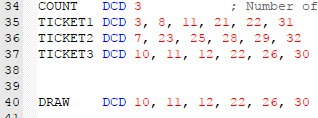 34 COUNT DCD 3 ; Number of
35 TICKET1 DCD 3, 8, 11, 21, 22, 31
36 TICKET2 DCD 7, 23, 25, 28, 29, 32
37 TICKET3 DCD 10, 11, 12, 22, 26, 30
38
39
40 DRAW DCD 10, 11, 12, 22, 26, 30